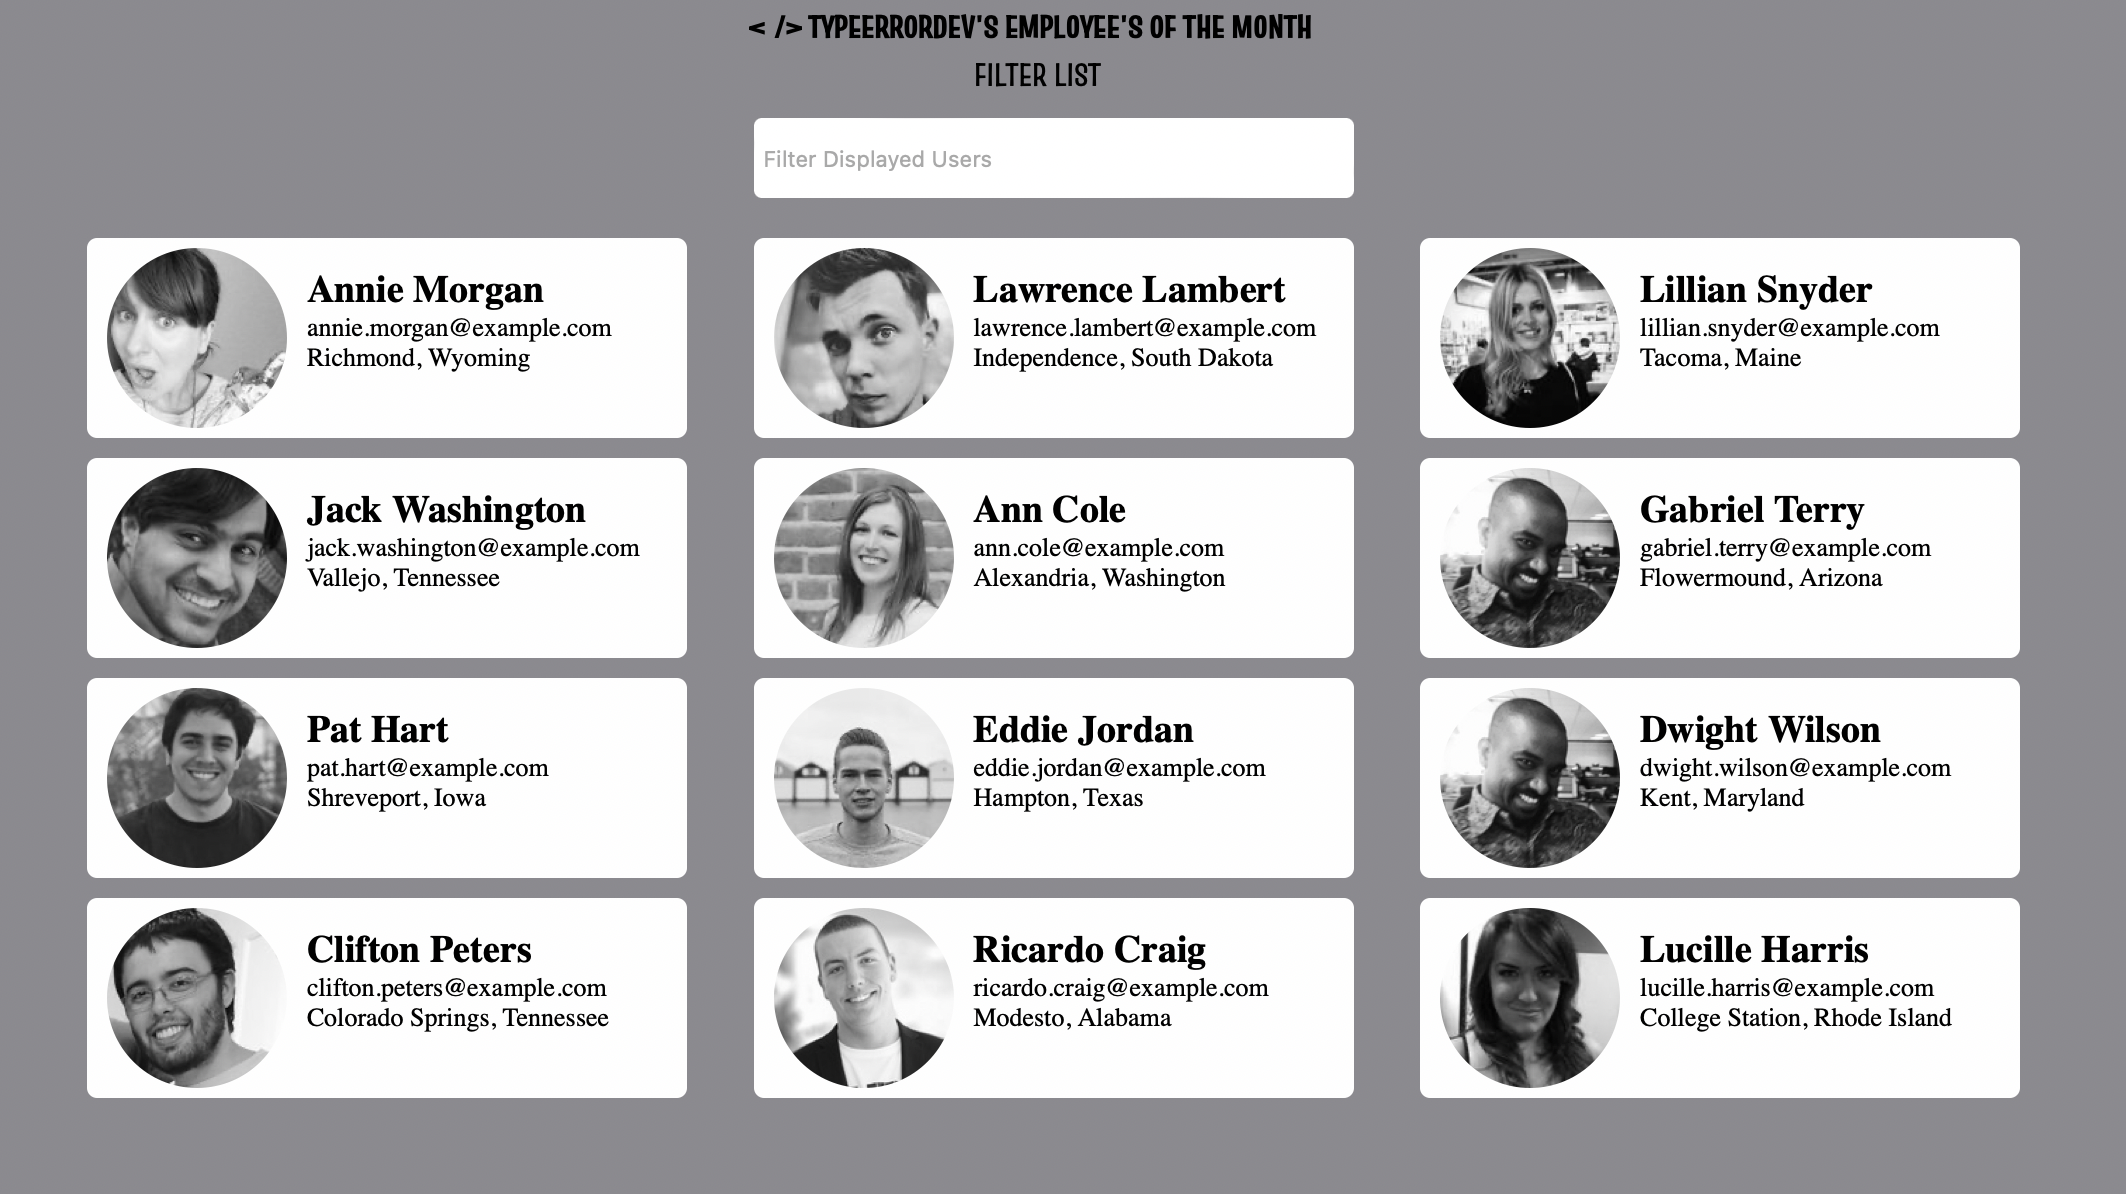 < /> TYPEERRORDEV'S EMPLOYEE'S OF THE MONTH
FILTER LIST
Filter Displayed Users
Annie Morgan
annie.morgan@example.com
Richmond, Wyoming
Lawrence Lambert
lawrence.lambert@example.com
Independence, South Dakota
Lillian Snyder
lillian.snyder@example.com
Tacoma, Maine
Jack Washington
jack.washington@example.com
Vallejo, Tennessee
Ann Cole
ann.cole@example.com
Alexandria, Washington
Gabriel Terry
gabriel.terry@example.com
Flowermound, Arizona
Pat Hart
pat.hart@example.com
Shreveport, Iowa
Eddie Jordan
eddie.jordan@example.com
Hampton, Texas
Dwight Wilson
dwight.wilson@example.com
Kent, Maryland
Clifton Peters
clifton.peters@example.com
Colorado Springs, Tennessee
Ricardo Craig
ricardo.craig@example.com
Modesto, Alabama
Lucille Harris
lucille.harris@example.com
College Station, Rhode Island